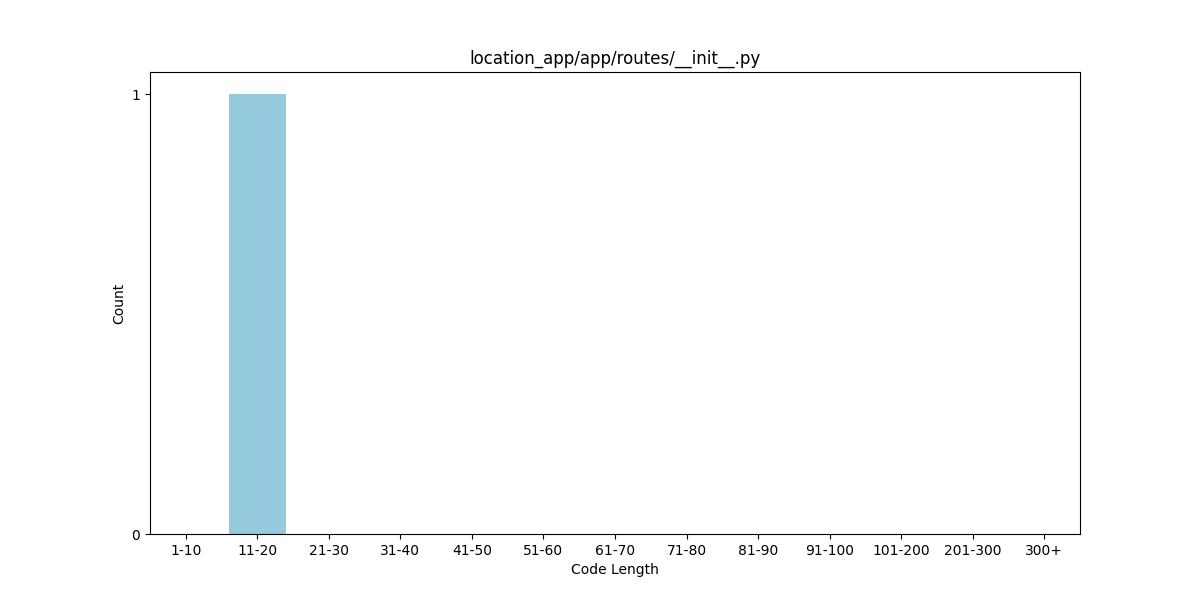 location_app/app/routes/__init__.py
Count
1
0
1-10 11-20 21-30 31-40 41-50 51-60 61-70 71-80 81-90 91-100 101-200 201-300 300+
Code Length